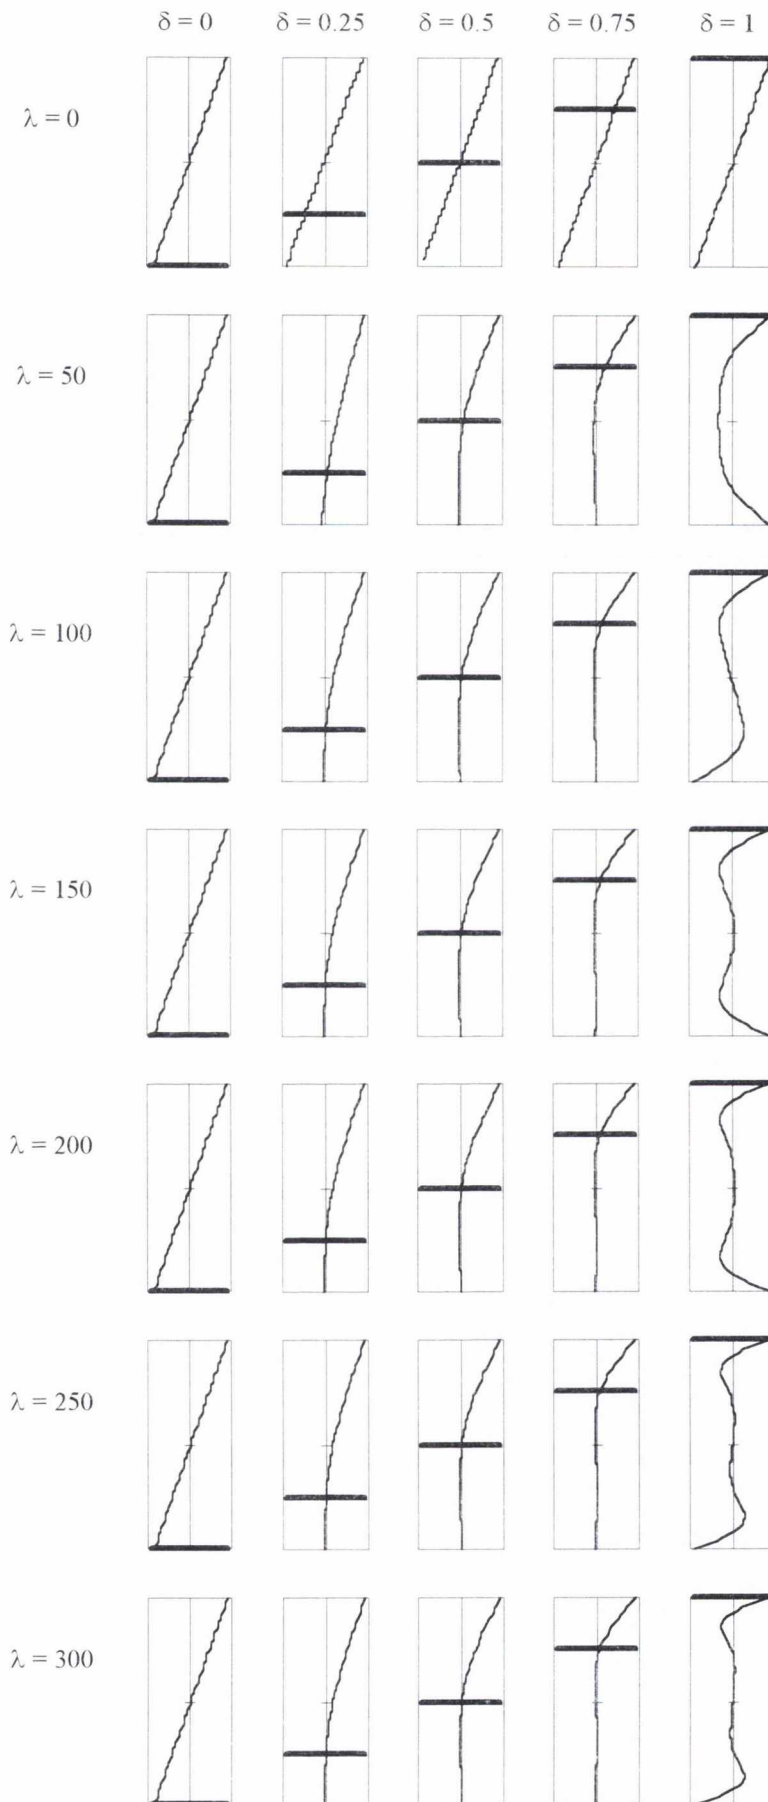 δ = 0 δ = 0.25 δ = 0.5 δ = 0.75 δ = 1
λ = 0
λ = 50
λ = 100
λ = 150
λ = 200
λ = 250
λ = 300